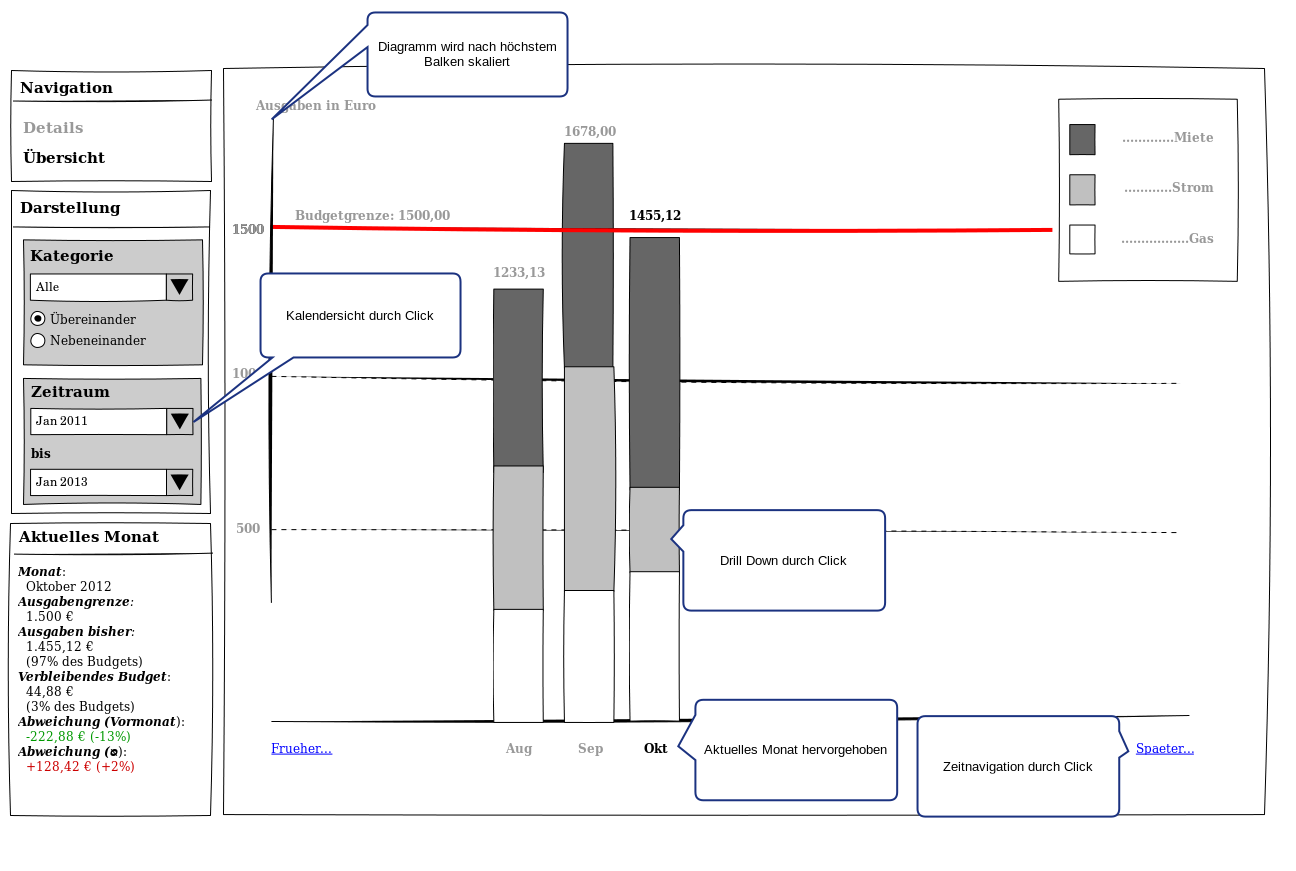 Navigation
Details
Übersicht
Darstellung
Kategorie
Alle
Übereinander
Nebeneinander
Zeitraum
Jan 2011
bis
Jan 2013
Aktuelles Monat
Monat:
Oktober 2012
Ausgabengrenze:
1.500 €
Ausgaben bisher:
1.455,12 €
(97% des Budgets)
Verbleibendes Budget:
44,88 €
(3% des Budgets)
Abweichung (Vormonat):
-222,88 € (-13%)
Abweichung (ø):
+128,42 € (+2%)
Diagramm wird nach höchstem
Balken skaliert
Ausgaben in Euro
1678,00
Budgetgrenze: 1500,00
1455,12
1500
1233,13
Kalendersicht durch Click
500
Drill Down durch Click
Aug
Sep
Okt
Aktuelles Monat hervorgehoben
Zeitnavigation durch Click
Frueher...
Spaeter...
.............Miete
............Strom
.................Gas